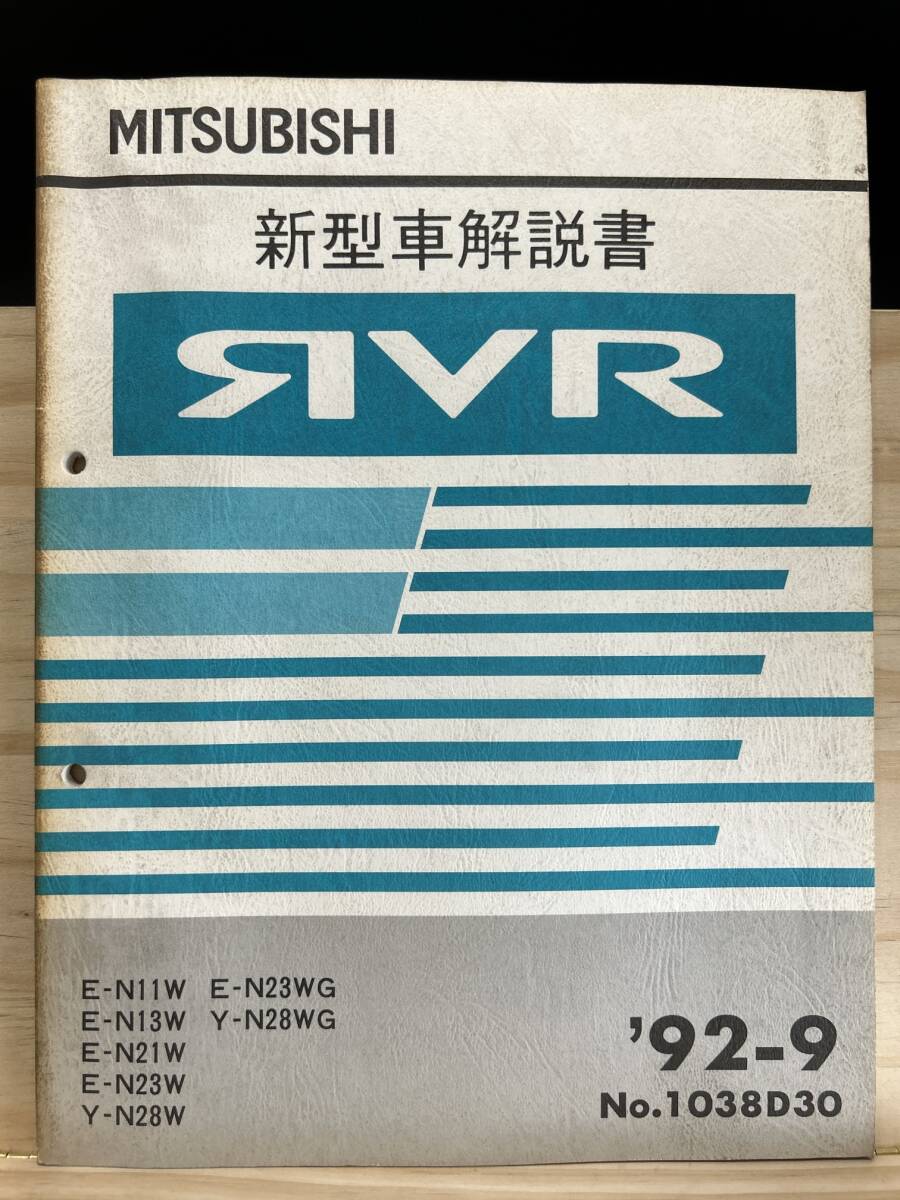 MITSUBISHI
新型車解説書
RVR
E-N11W E-N23WG
E-N13W Y-N28WG
E-N21W
E-N23W
Y-N28W
'92-9
No.1038D30